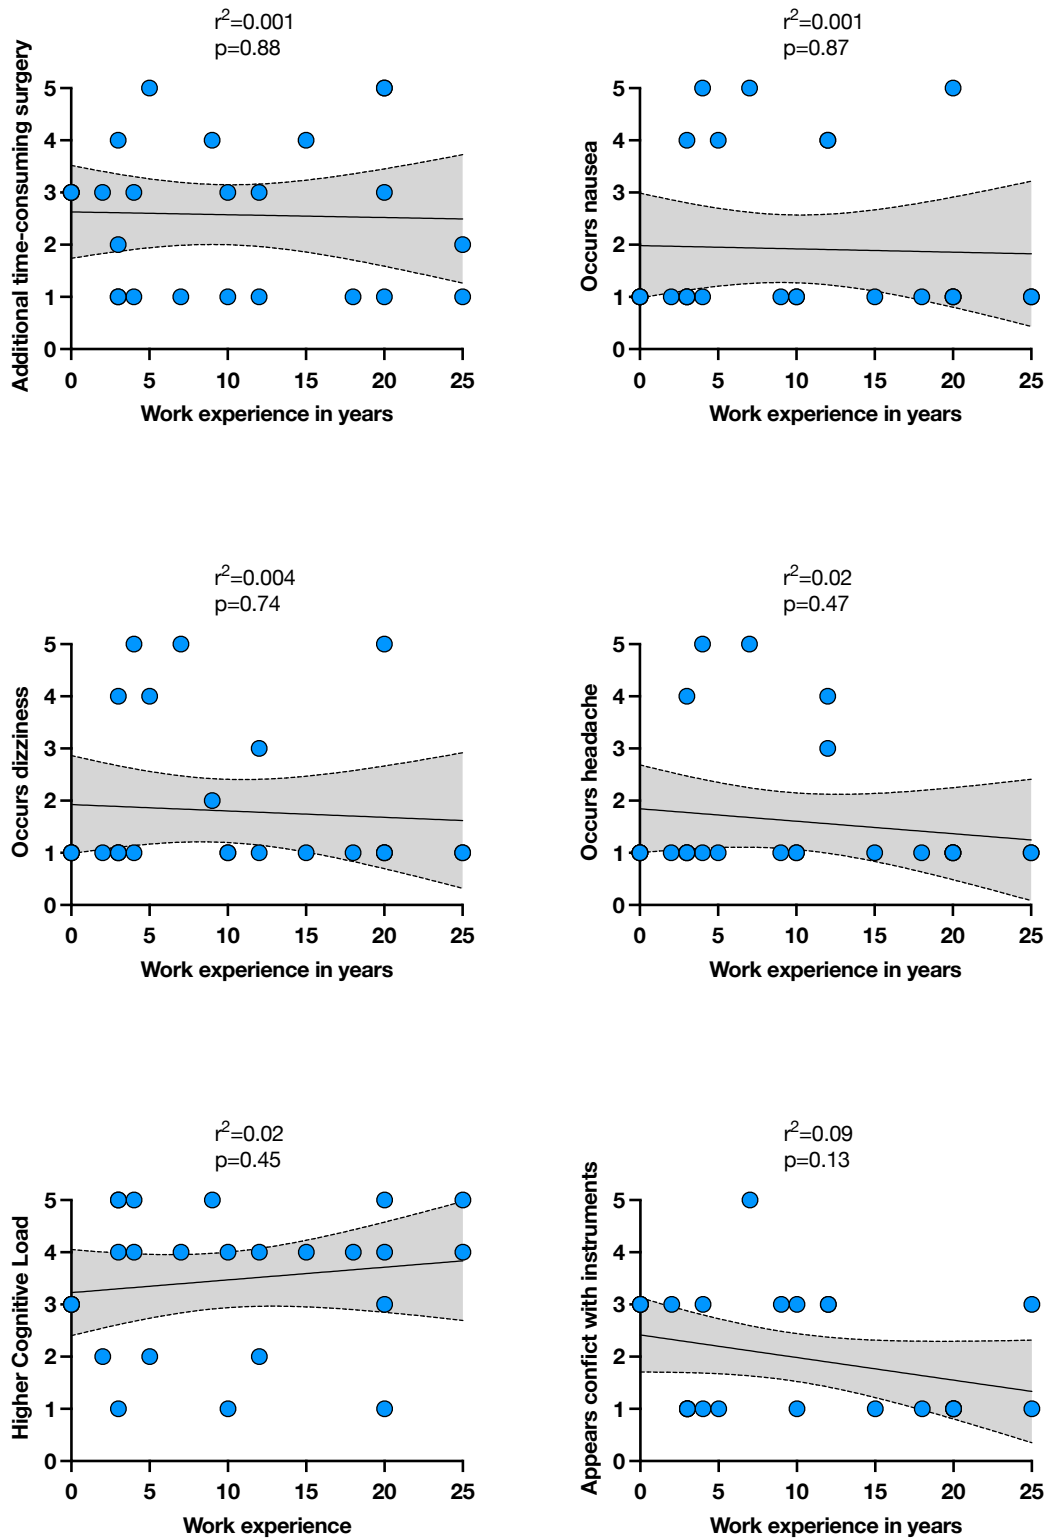 r²=0.001
p=0.88
Additional time-consuming surgery
5
4
3
2
1
0
0 5 10 15 20 25
Work experience in years
r²=0.001
p=0.87
Occurs nausea
5
4
3
2
1
0
0 5 10 15 20 25
Work experience in years
r²=0.004
p=0.74
Occurs dizziness
5
4
3
2
1
0
0 5 10 15 20 25
Work experience in years
r²=0.02
p=0.47
Occurs headache
5
4
3
2
1
0
0 5 10 15 20 25
Work experience in years
r²=0.02
p=0.45
Higher Cognitive Load
5
4
3
2
1
0
0 5 10 15 20 25
Work experience
r²=0.09
p=0.13
Appears confict with instruments
5
4
3
2
1
0
0 5 10 15 20 25
Work experience in years